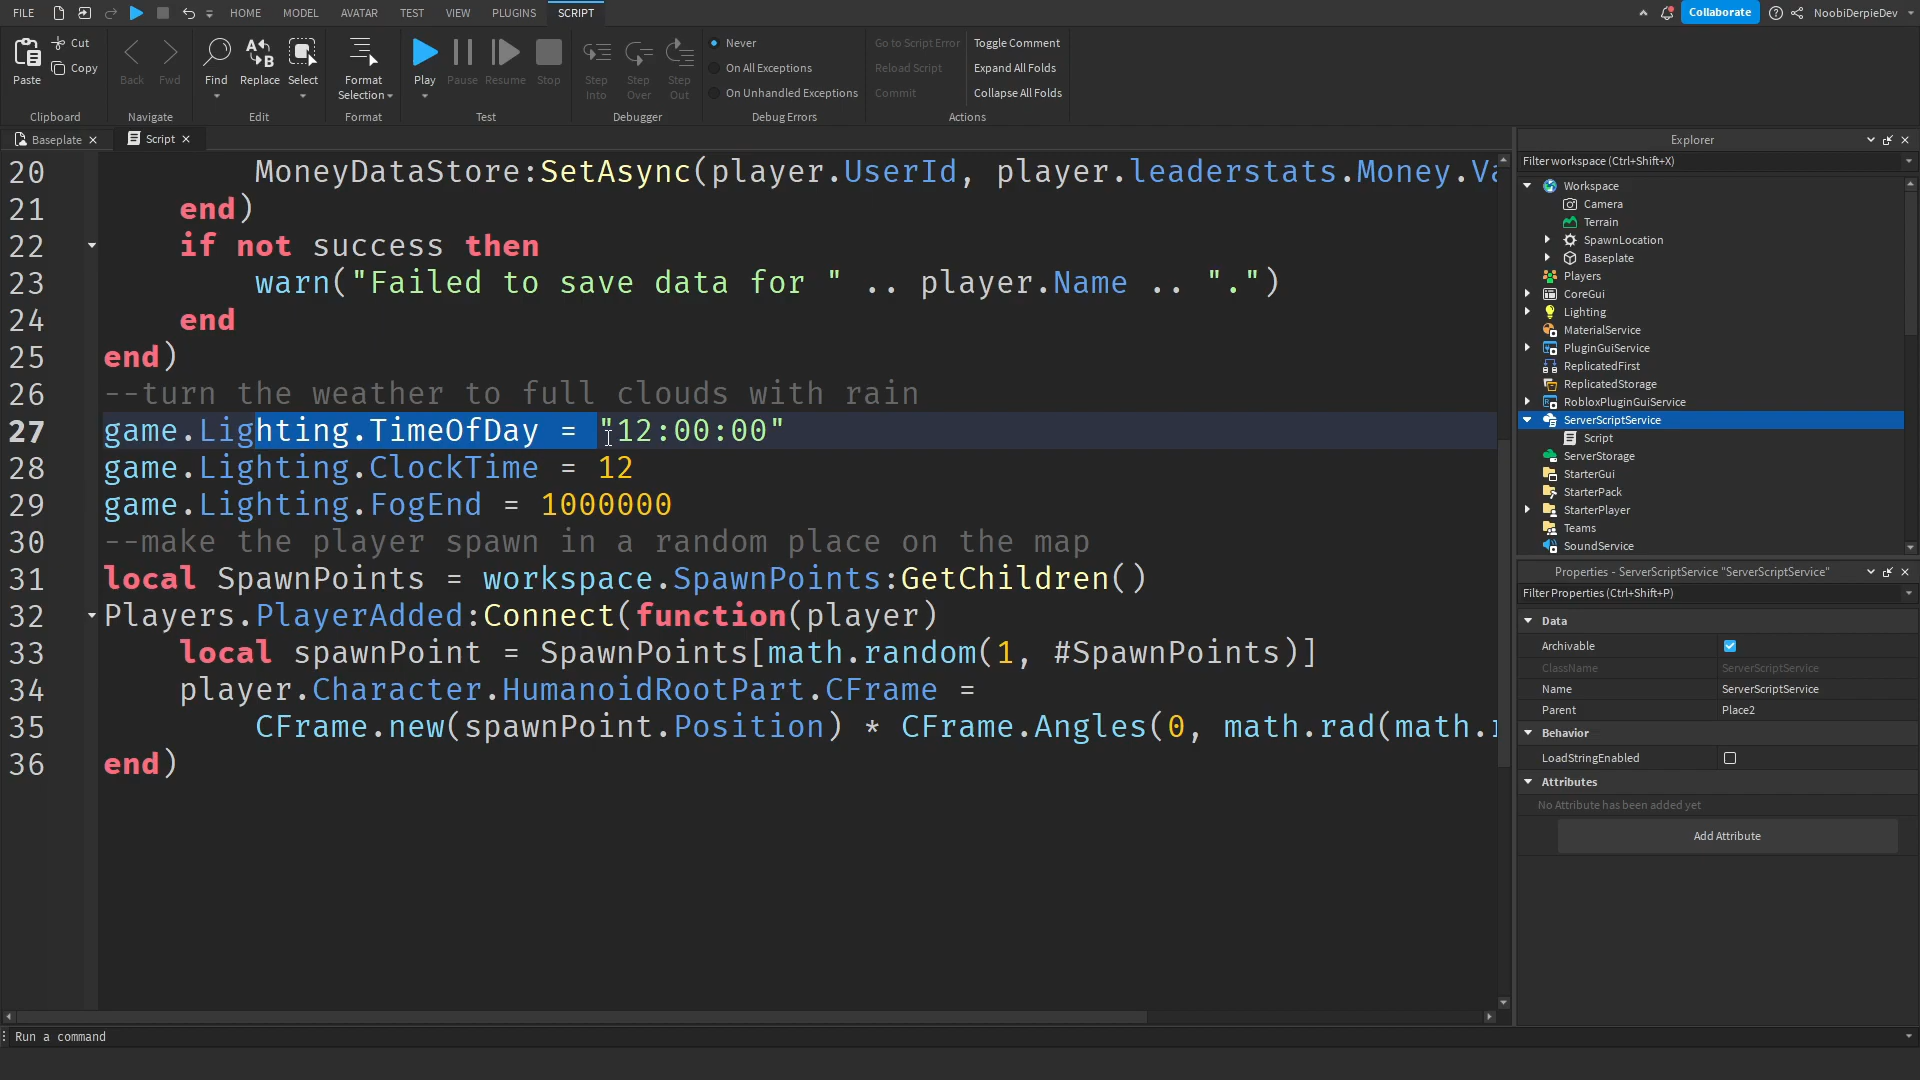 FILE HOME MODEL AVATAR TEST VIEW PLUGINS SCRIPT Collaborate NoobiDerpieDev
Paste Cut Copy Back Fwd Find Replace Select Format Selection Play Pause Resume Stop Step Into Step Over Step Out
Never
On All Exceptions
On Unhandled Exceptions
Go to Script Error
Reload Script
Commit
Toggle Comment
Expand All Folds
Collapse All Folds
Clipboard Navigate Edit Format Test Debugger Debug Errors Actions
Baseplate Script
20 MoneyDataStore:SetAsync(player.UserId, player.leaderstats.Money.Va
21 end)
22 if not success then
23 warn("Failed to save data for " .. player.Name .. ".")
24 end
25 end)
26 --turn the weather to full clouds with rain
27 game.Lighting.TimeOfDay = "12:00:00"
28 game.Lighting.ClockTime = 12
29 game.Lighting.FogEnd = 1000000
30 --make the player spawn in a random place on the map
31 local SpawnPoints = workspace.SpawnPoints:GetChildren()
32 Players.PlayerAdded:Connect(function(player)
33 local spawnPoint = SpawnPoints[math.random(1, #SpawnPoints)]
34 player.Character.HumanoidRootPart.CFrame =
35 CFrame.new(spawnPoint.Position) * CFrame.Angles(0, math.rad(math.
36 end)
Explorer
Filter workspace (Ctrl+Shift+X)
Workspace
Camera
Terrain
SpawnLocation
Baseplate
Players
CoreGui
Lighting
MaterialService
PluginGuiService
ReplicatedFirst
ReplicatedStorage
RobloxPluginGuiService
ServerScriptService
Script
ServerStorage
StarterGui
StarterPack
StarterPlayer
Teams
SoundService
Properties - ServerScriptService "ServerScriptService"
Filter Properties (Ctrl+Shift+P)
Data
Archivable
ClassName ServerScriptService
Name ServerScriptService
Parent Place2
Behavior
LoadStringEnabled
Attributes
No Attribute has been added yet
Add Attribute
Run a command